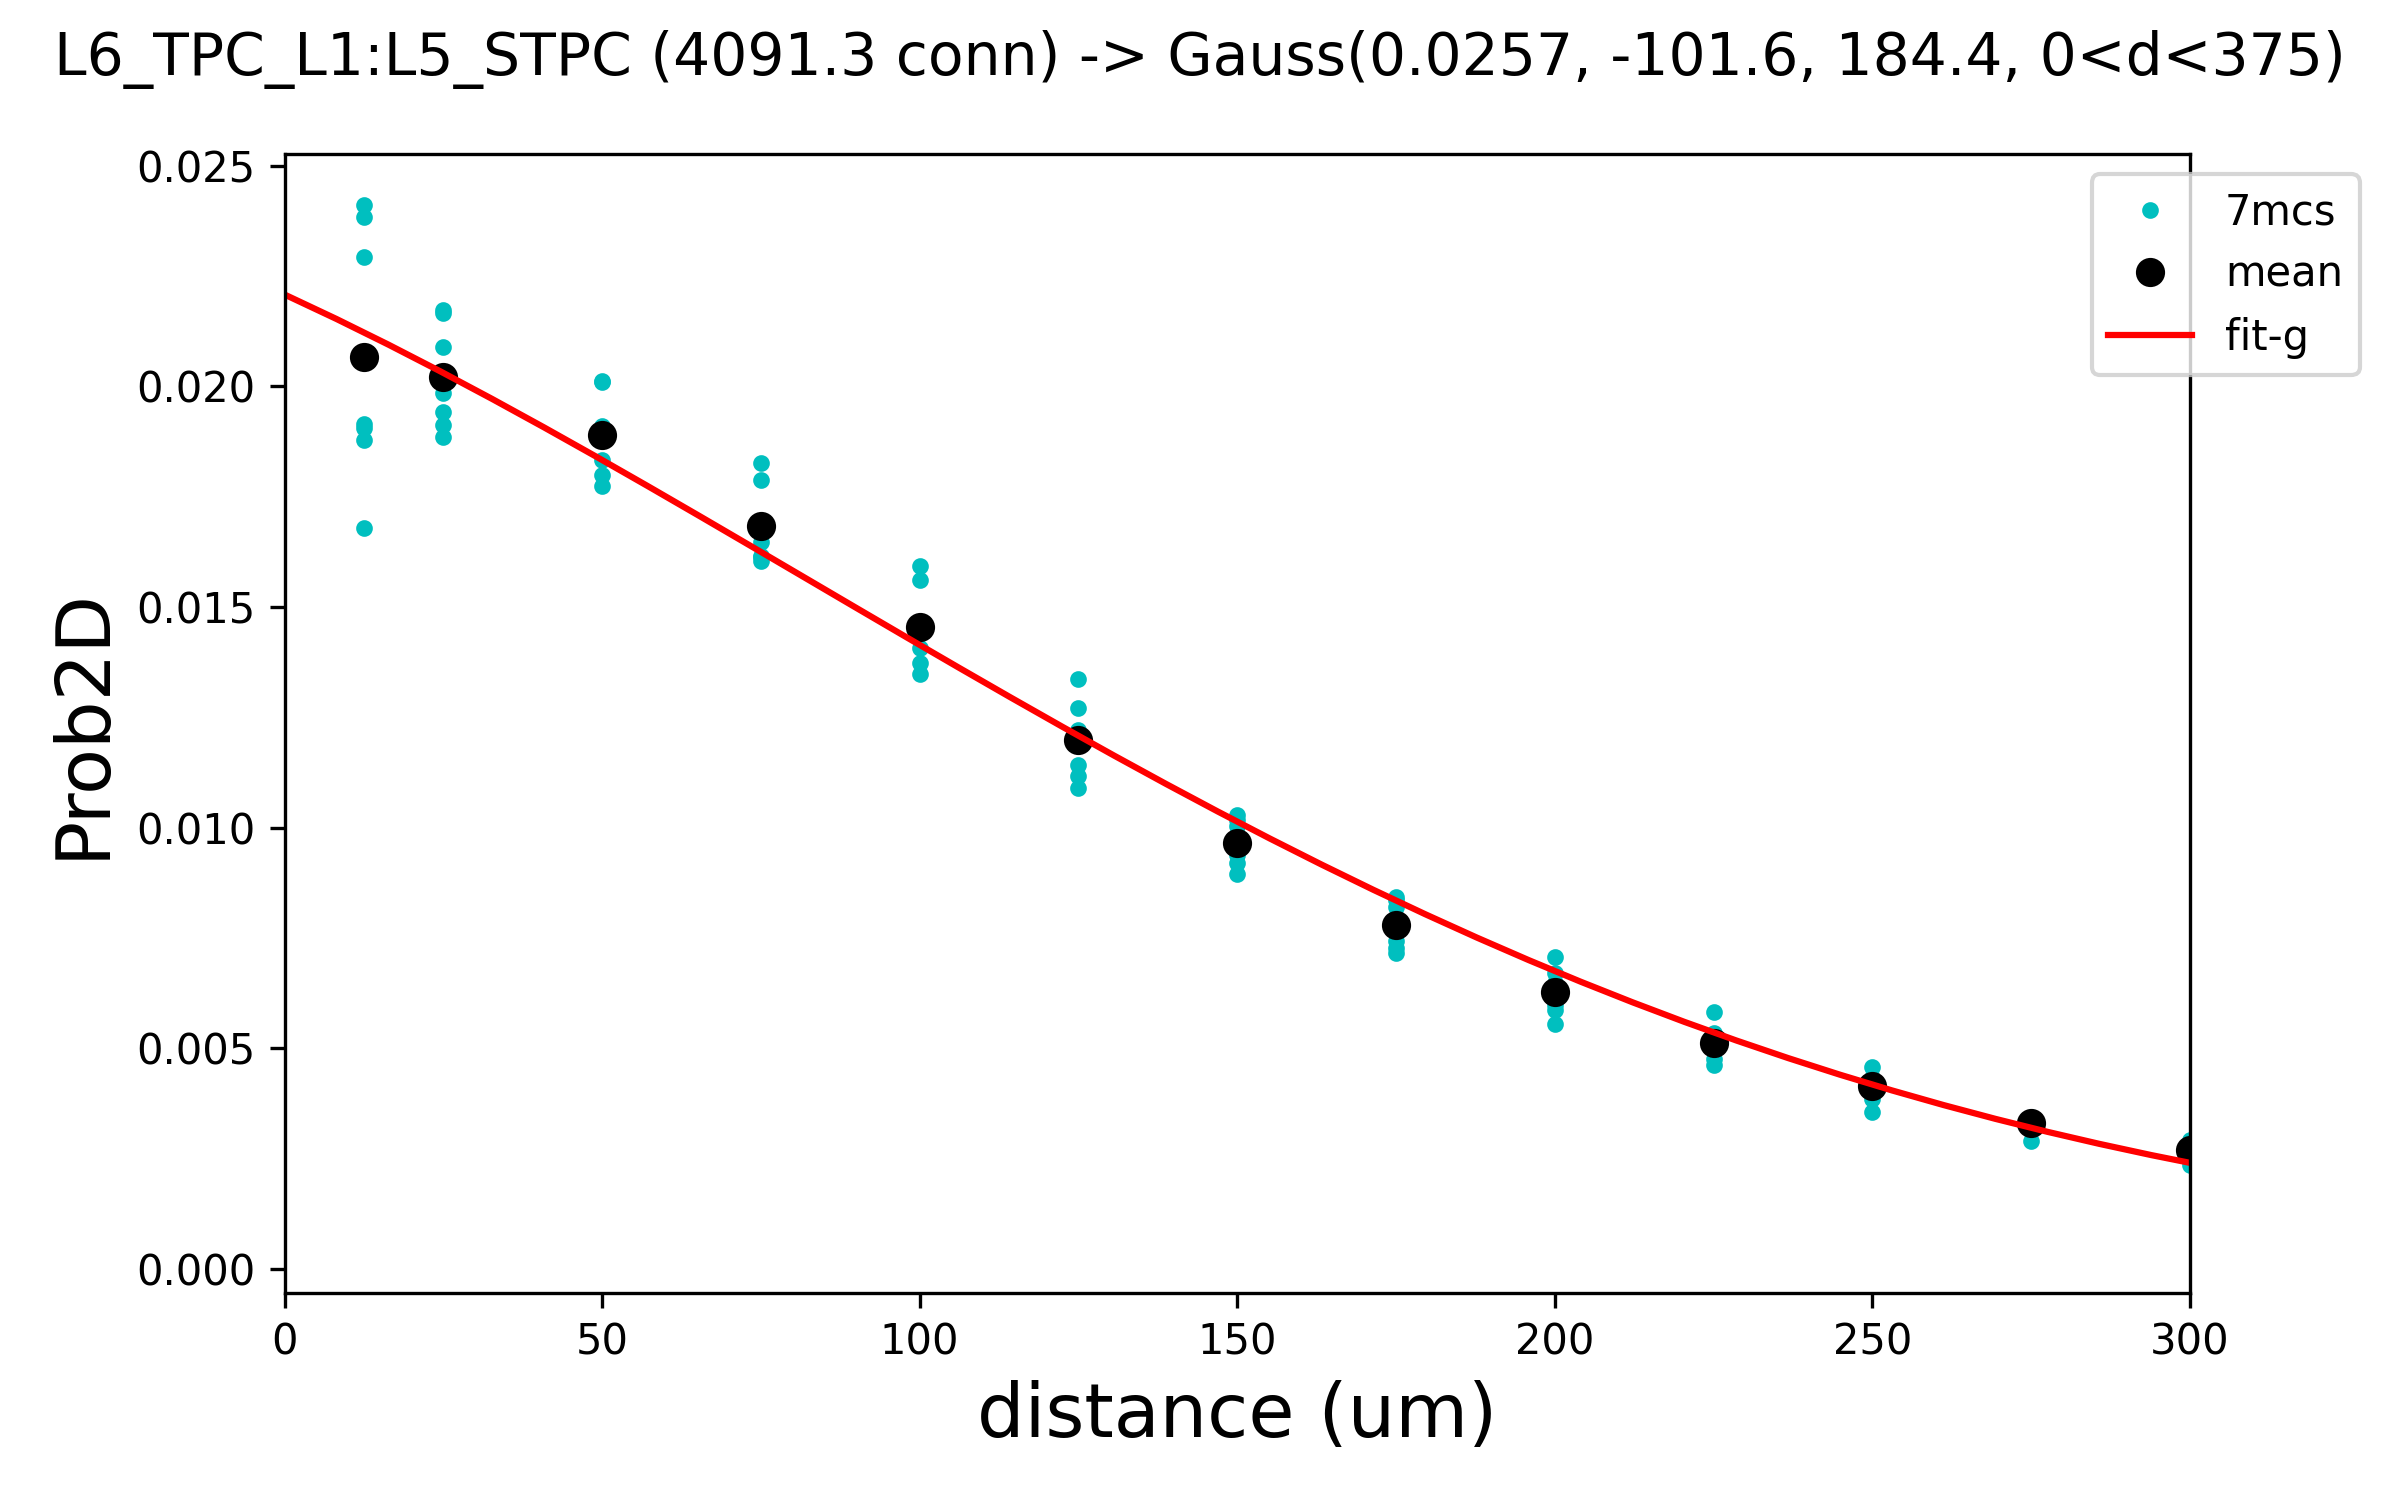 L6_TPC_L1:L5_STPC (4091.3 conn) -> Gauss(0.0257, -101.6, 184.4, 0<d<375)
0.025
0.020
0.015
0.010
0.005
0.000
Prob2D
7mcs
mean
fit-g
0 50 100 150 200 250 300
distance (um)